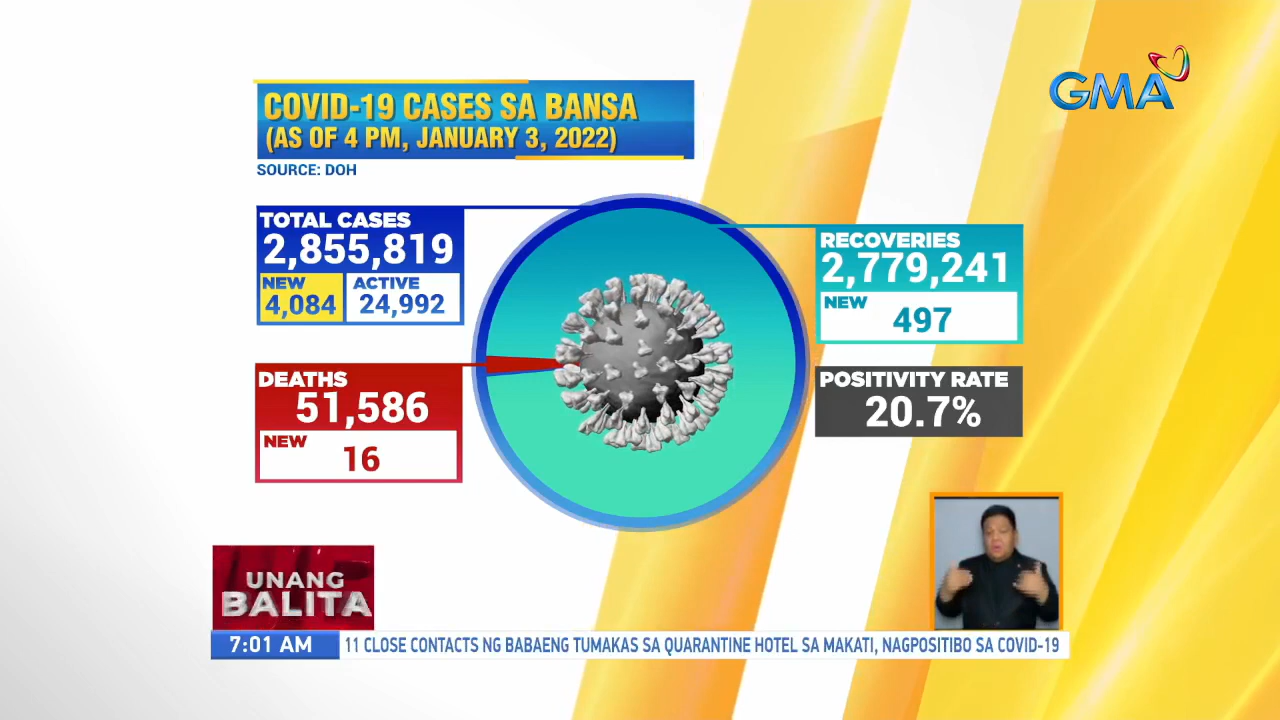 GMA
COVID-19 CASES SA BANSA
(AS OF 4 PM, JANUARY 3, 2022)
SOURCE: DOH
TOTAL CASES
2,855,819
NEW
4,084
ACTIVE
24,992
RECOVERIES
2,779,241
NEW
497
DEATHS
51,586
NEW
16
POSITIVITY RATE
20.7%
UNANG
BALITA
7:01 AM
11 CLOSE CONTACTS NG BABAENG TUMAKAS SA QUARANTINE HOTEL SA MAKATI, NAGPOSITIBO SA COVID-19